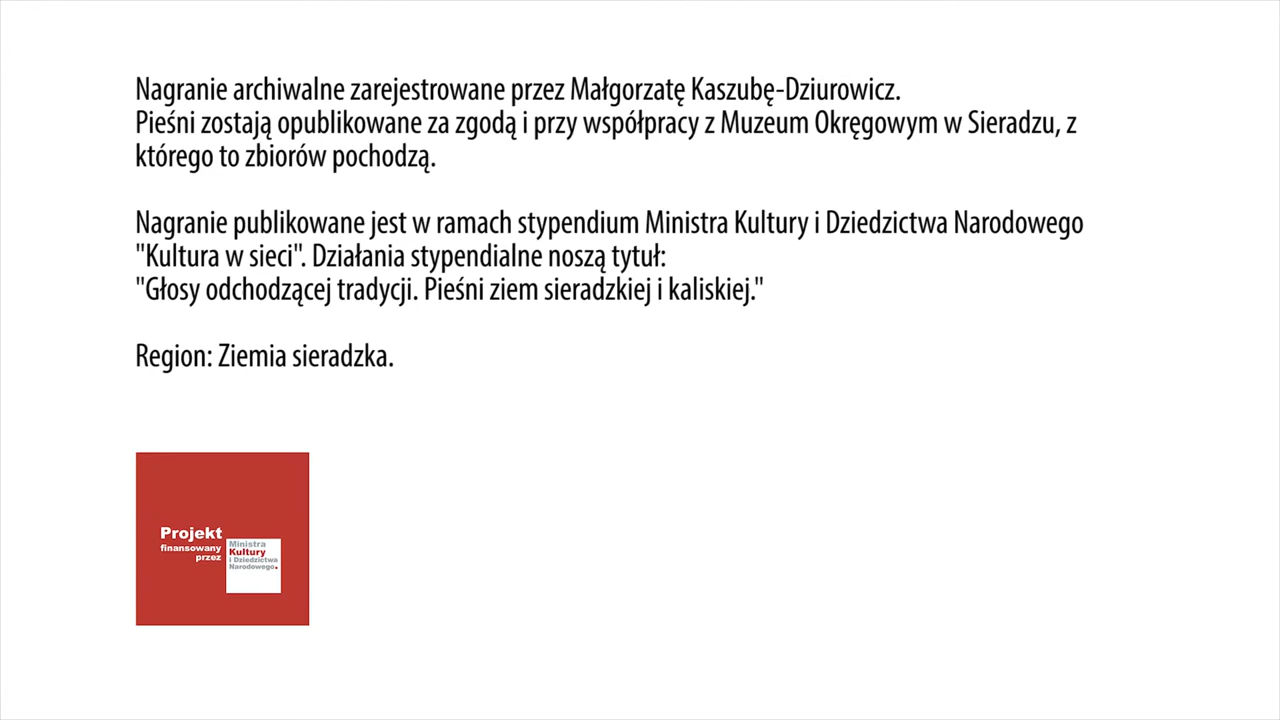 Nagranie archiwalne zarejestrowane przez Małgorzatę Kaszubę-Dziurowicz.
Pieśni zostają opublikowane za zgodą i przy współpracy z Muzeum Okręgowym w Sieradzu, z
którego to zbiorów pochodzą.
Nagranie publikowane jest w ramach stypendium Ministra Kultury i Dziedzictwa Narodowego
"Kultura w sieci". Działania stypendialne noszą tytuł:
"Głosy odchodzącej tradycji. Pieśni ziem sieradzkiej i kaliskiej."
Region: Ziemia sieradzka.
Projekt
finansowany
przez
Ministra
Kultury
i Dziedzictwa
Narodowego.